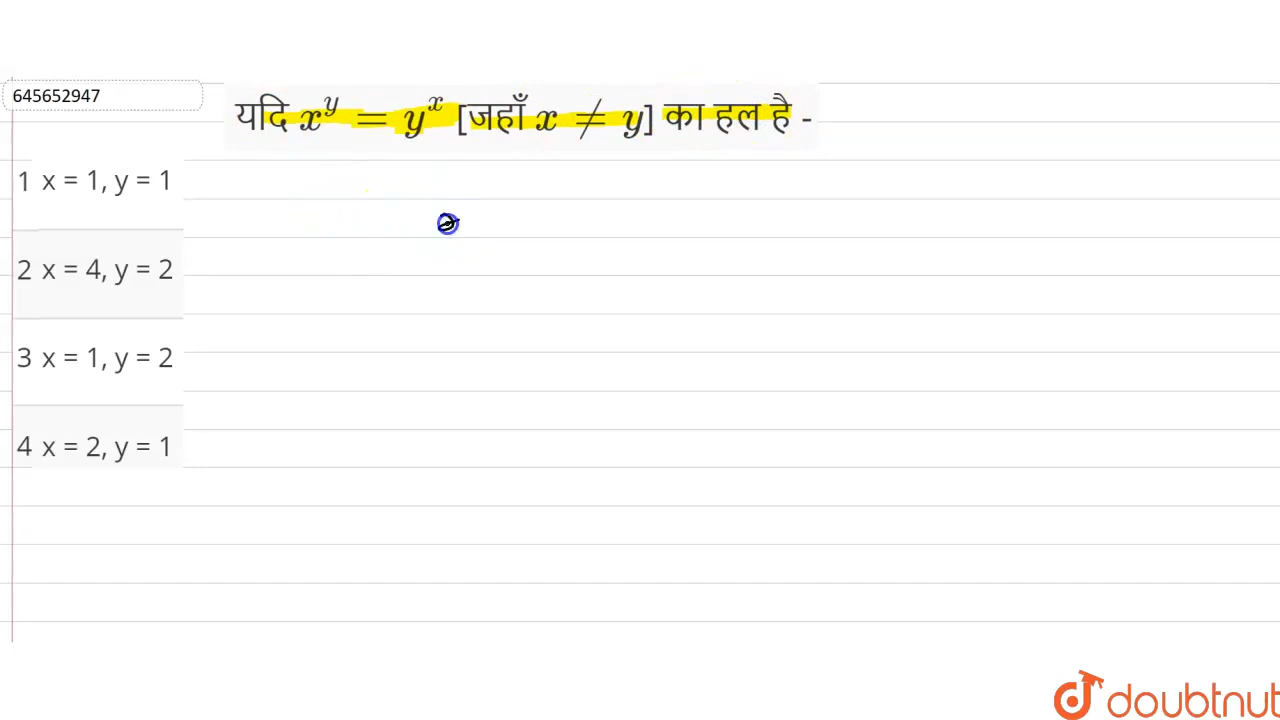 645652947
यदि x^y = y^x [जहाँ x ≠ y] का हल है -
1 x = 1, y = 1
2 x = 4, y = 2
3 x = 1, y = 2
4 x = 2, y = 1
doubtnut